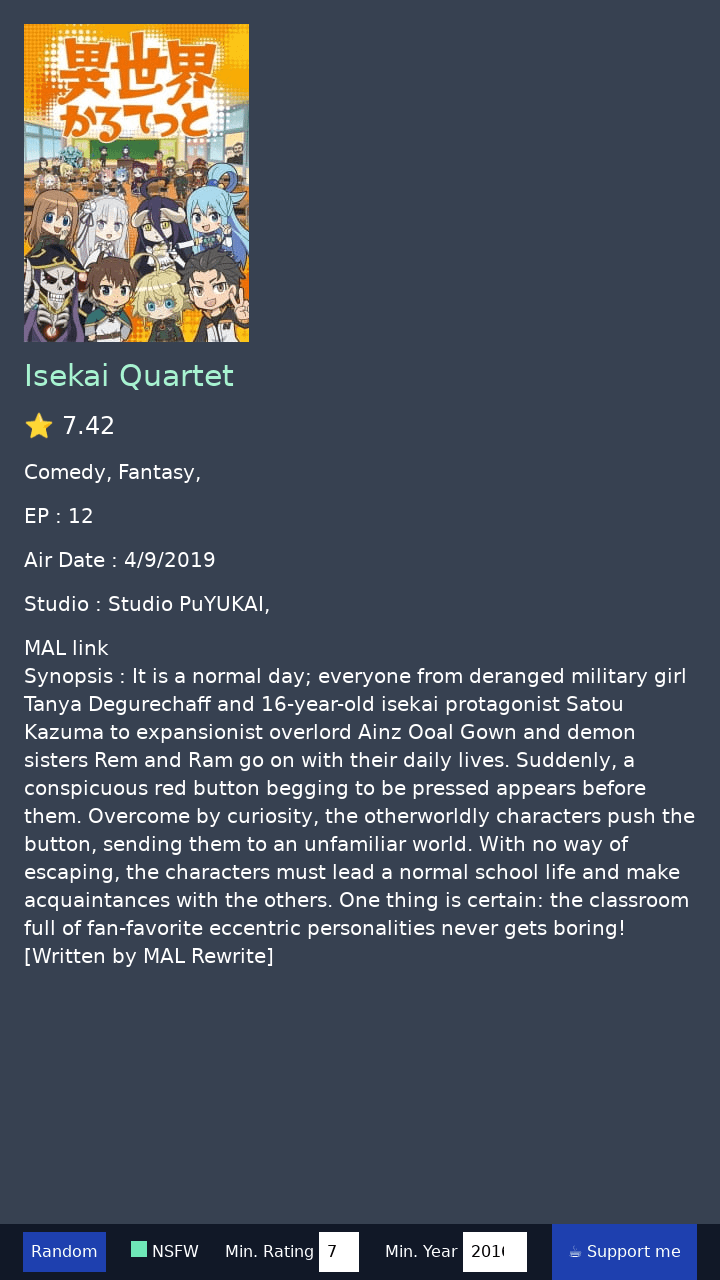 異世界
かるてっと
Isekai Quartet
⭐ 7.42
Comedy, Fantasy,
EP : 12
Air Date : 4/9/2019
Studio : Studio PuYUKAI,
MAL link
Synopsis : It is a normal day; everyone from deranged military girl
Tanya Degurechaff and 16-year-old isekai protagonist Satou
Kazuma to expansionist overlord Ainz Ooal Gown and demon
sisters Rem and Ram go on with their daily lives. Suddenly, a
conspicuous red button begging to be pressed appears before
them. Overcome by curiosity, the otherworldly characters push the
button, sending them to an unfamiliar world. With no way of
escaping, the characters must lead a normal school life and make
acquaintances with the others. One thing is certain: the classroom
full of fan-favorite eccentric personalities never gets boring!
[Written by MAL Rewrite]
Random NSFW Min. Rating 7 Min. Year ☕ Support me